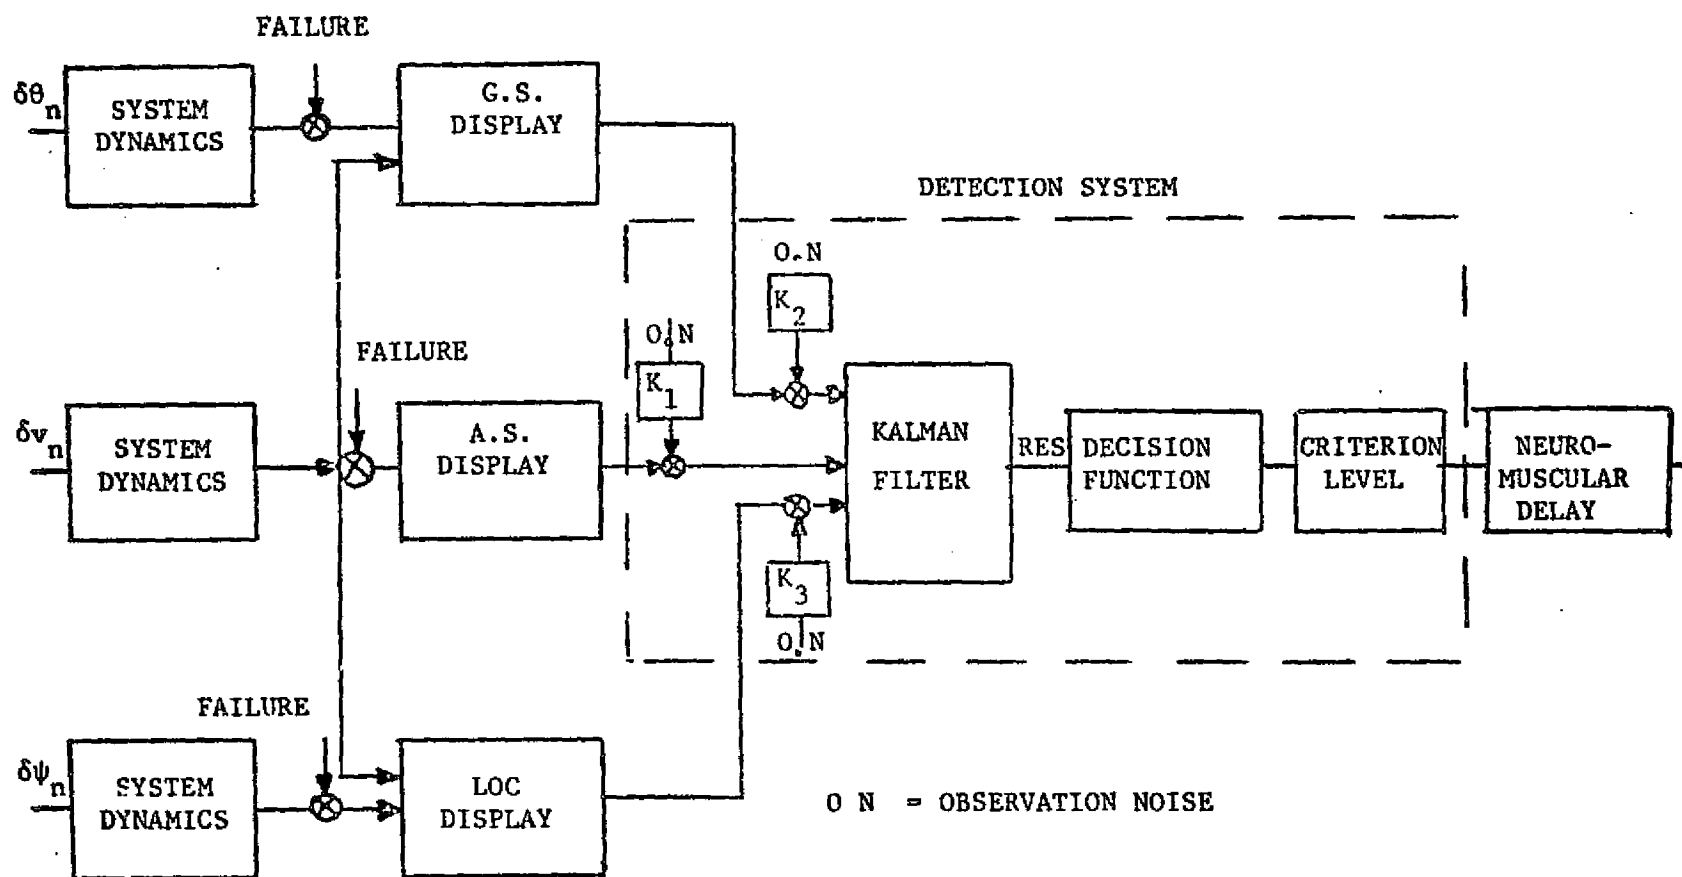 FAILURE
δθn
SYSTEM
DYNAMICS
G.S.
DISPLAY
DETECTION SYSTEM
O.N
K2
O.N
K1
FAILURE
δvn
SYSTEM
DYNAMICS
A.S.
DISPLAY
KALMAN
FILTER
RES
DECISION
FUNCTION
CRITERION
LEVEL
NEURO-
MUSCULAR
DELAY
K3
O.N
FAILURE
δψn
SYSTEM
DYNAMICS
LOC
DISPLAY
O N = OBSERVATION NOISE